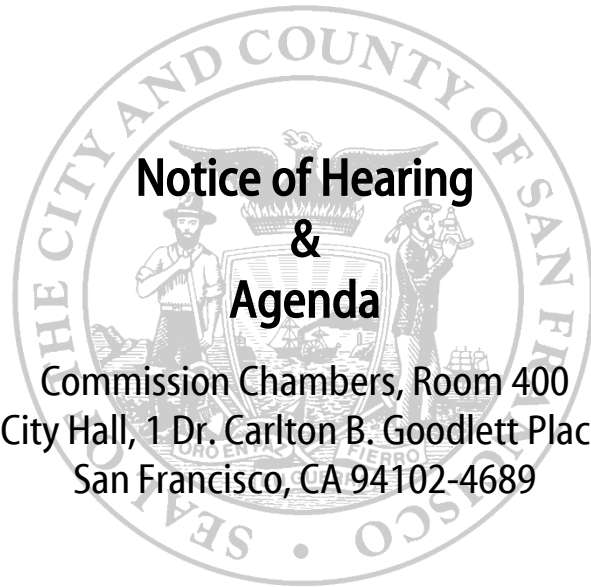 Notice of Hearing
&
Agenda
Commission Chambers, Room 400
City Hall, 1 Dr. Carlton B. Goodlett Plac
San Francisco, CA 94102-4689
SEAL OF THE CITY AND COUNTY OF SAN FRANCISCO
ORO EN PAZ
FIERRO